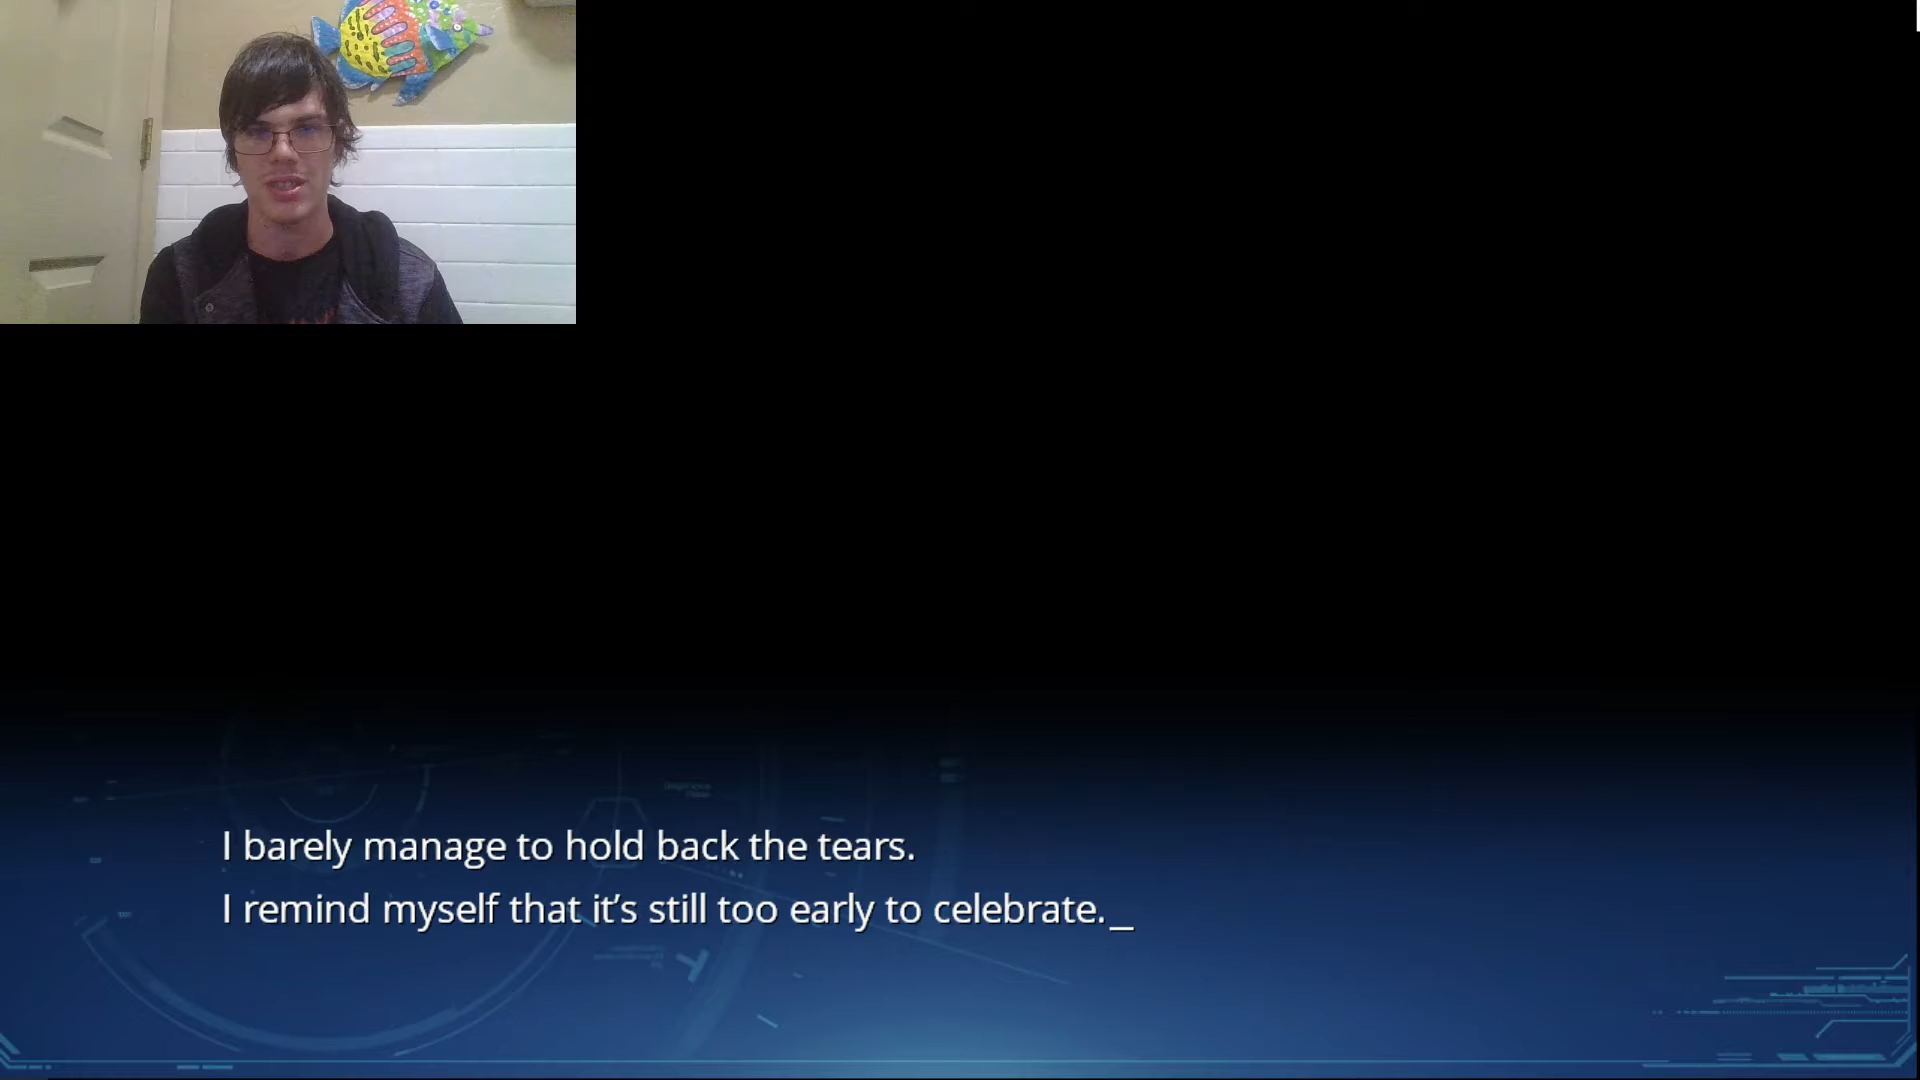 I barely manage to hold back the tears.
I remind myself that it’s still too early to celebrate._